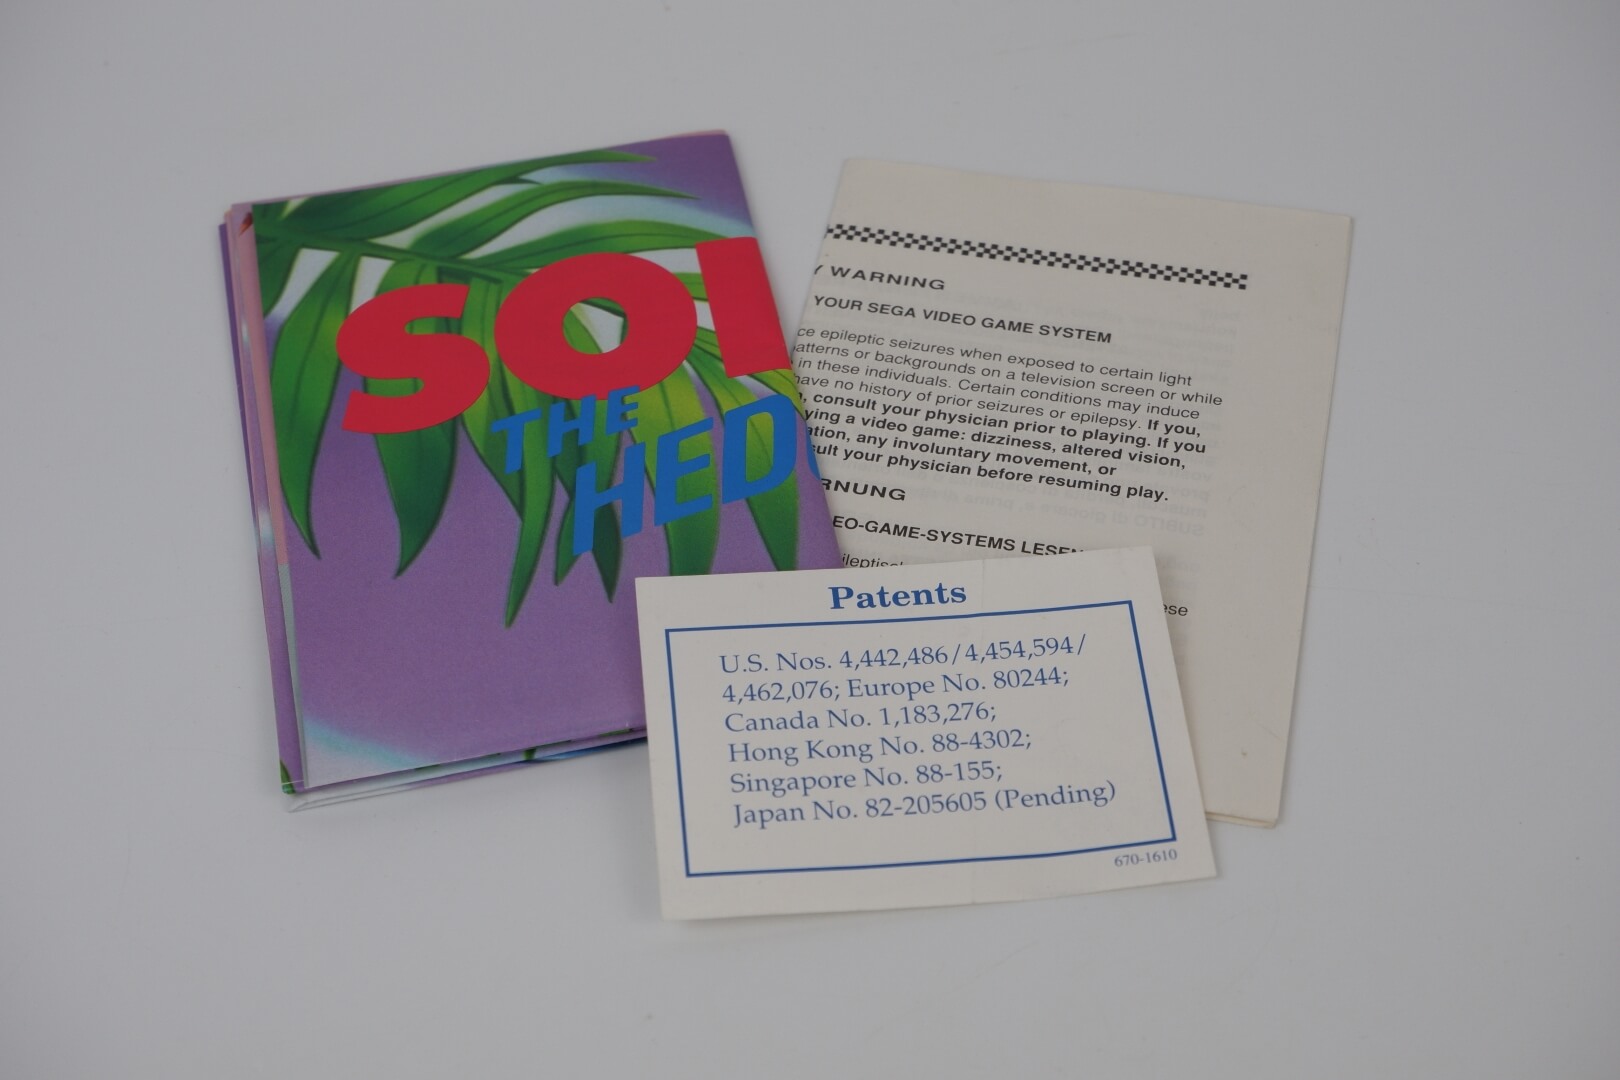 SO
THE
HED
WARNING
YOUR SEGA VIDEO GAME SYSTEM
epileptic seizures when exposed to certain light
or backgrounds on a television screen or while
in these individuals. Certain conditions may induce
have no history of prior seizures or epilepsy. If you,
consult your physician prior to playing. If you
a video game: dizziness, altered vision,
any involuntary movement, or
your physician before resuming play.
RNUNG
EO-GAME-SYSTEMS LESEN
Patents
U.S. Nos. 4,442,486/4,454,594/
4,462,076; Europe No. 80244;
Canada No. 1,183,276;
Hong Kong No. 88-4302;
Singapore No. 88-155;
Japan No. 82-205605 (Pending)
670-1610